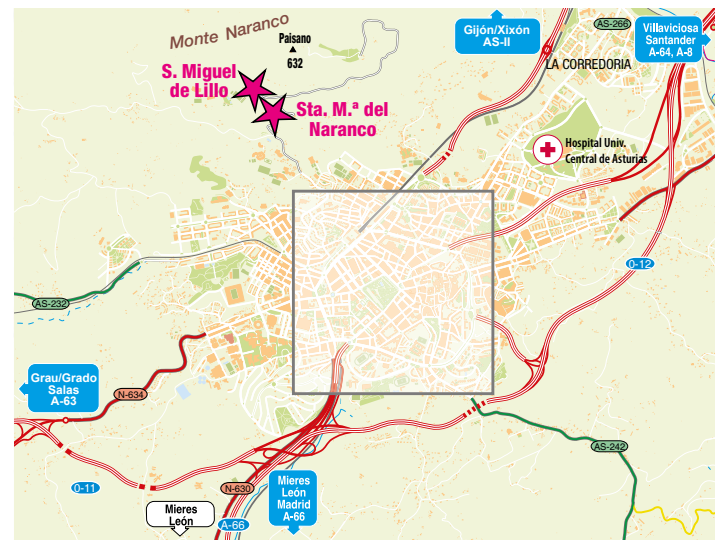 Monte Naranco
Paisano
632
S. Miguel
de Lillo
Sta. M.ª del
Naranco
Gijón/Xixón
AS-II
AS-266
Villaviciosa
Santander
A-64, A-8
LA CORREDORIA
Hospital Univ.
Central de Asturias
O-12
AS-232
Grau/Grado
Salas
A-63
N-634
O-11
N-630
Mieres
León
A-66
Mieres
León
Madrid
A-66
AS-242